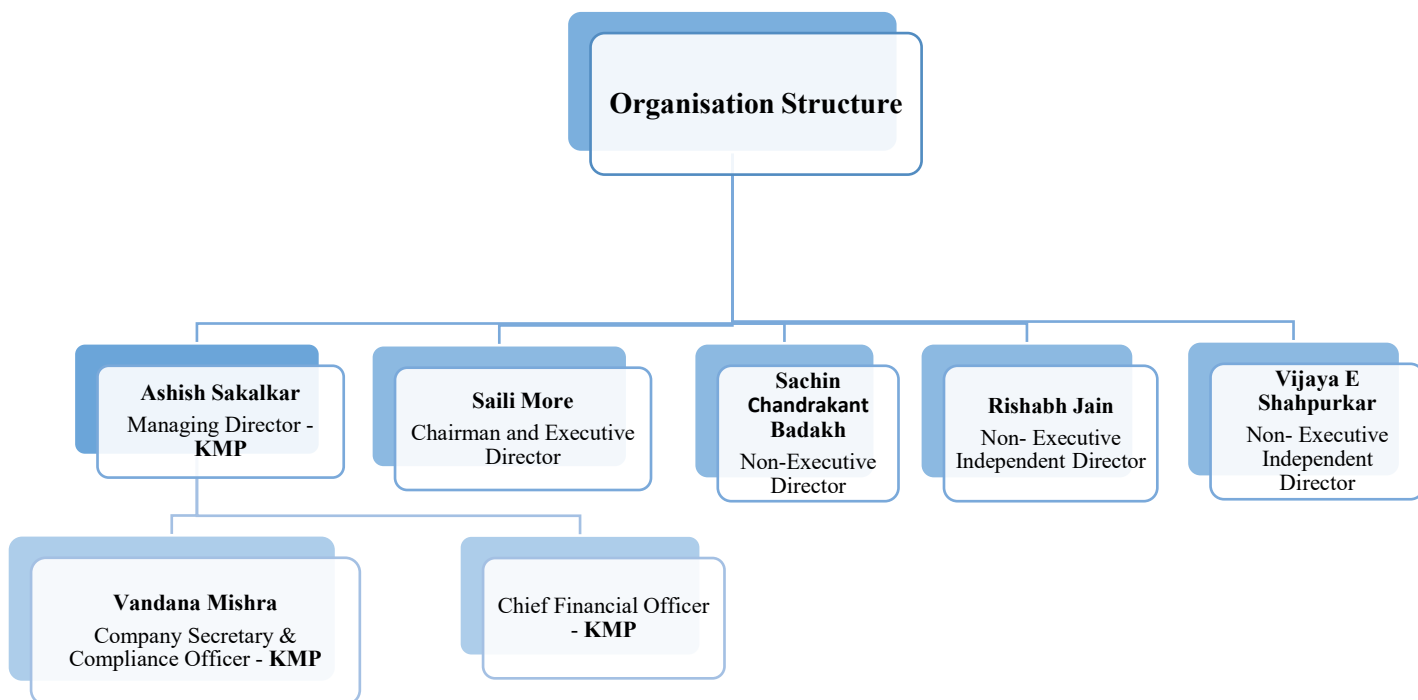 Organisation Structure
Ashish Sakalkar
Managing Director -
KMP
Saili More
Chairman and Executive
Director
Sachin
Chandrakant
Badakh
Non-Executive
Director
Rishabh Jain
Non- Executive
Independent Director
Vijaya E
Shahpurkar
Non- Executive
Independent
Director
Vandana Mishra
Company Secretary &
Compliance Officer - KMP
Chief Financial Officer
- KMP